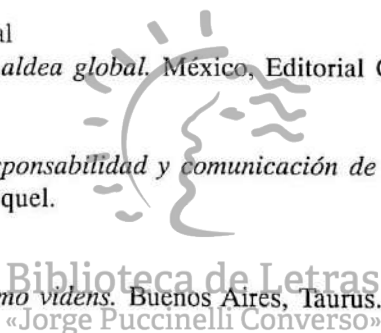 al
aldea global. México, Editorial
ponsabilidad y comunicación de
quel.
Biblioteca de Letras
mo videns. Buenos Aires, Taurus.
«Jorge Puccinelli Converso»